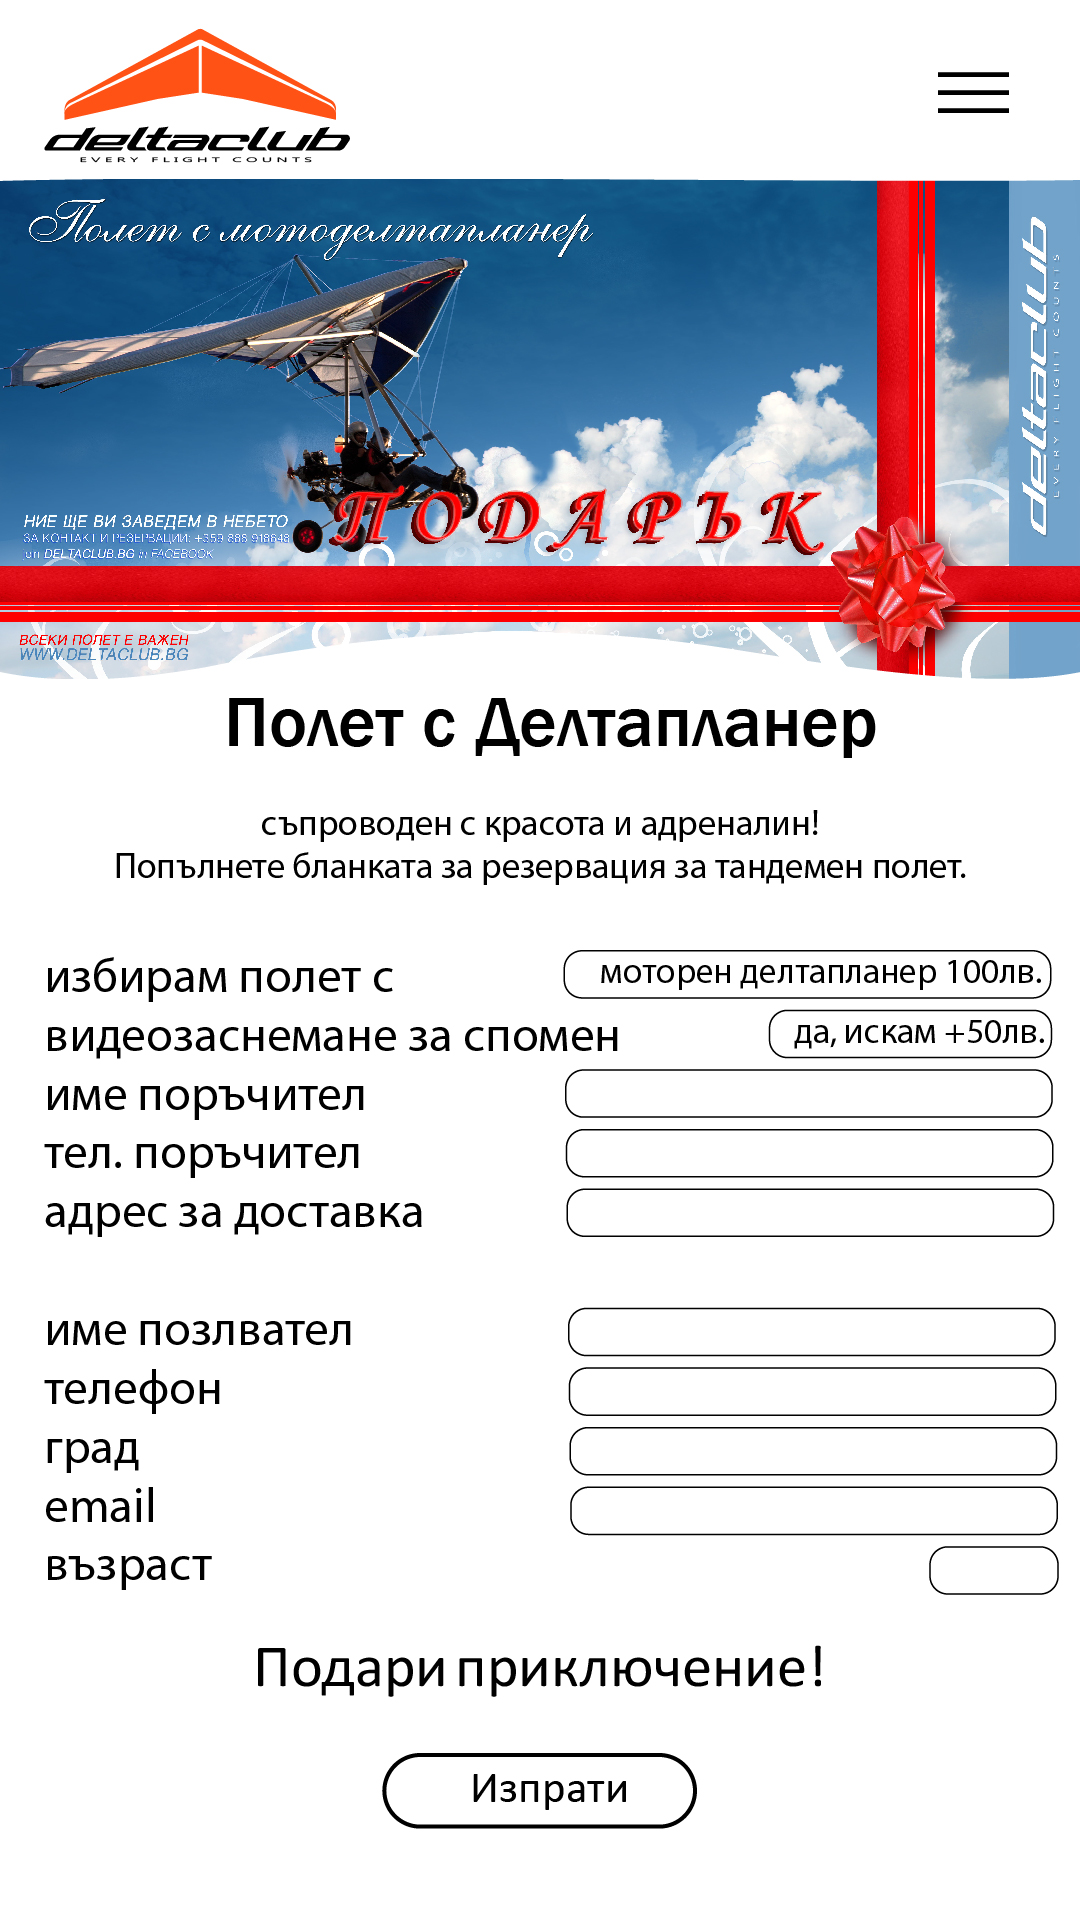 deltaclub
EVERY FLIGHT COUNTS
Полет с мотоделтапланер
deltaclub
EVERY FLIGHT COUNTS
ПОДАРЪК
НИЕ ЩЕ ВИ ЗАВЕДЕМ В НЕБЕТО
ЗА КОНТАКТ И РЕЗЕРВАЦИИ: +359 888 918648
on DELTACLUB.BG in FACEBOOK
ВСЕКИ ПОЛЕТ Е ВАЖЕН
WWW.DELTACLUB.BG
Полет с Делтапланер
съпроводен с красота и адреналин!
Попълнете бланката за резервация за тандемен полет.
избирам полет с моторен делтапланер 100лв.
видеозаснемане за спомен да, искам +50лв.
име поръчител
тел. поръчител
адрес за доставка
име позлвател
телефон
град
email
възраст
Подари приключение!
Изпрати